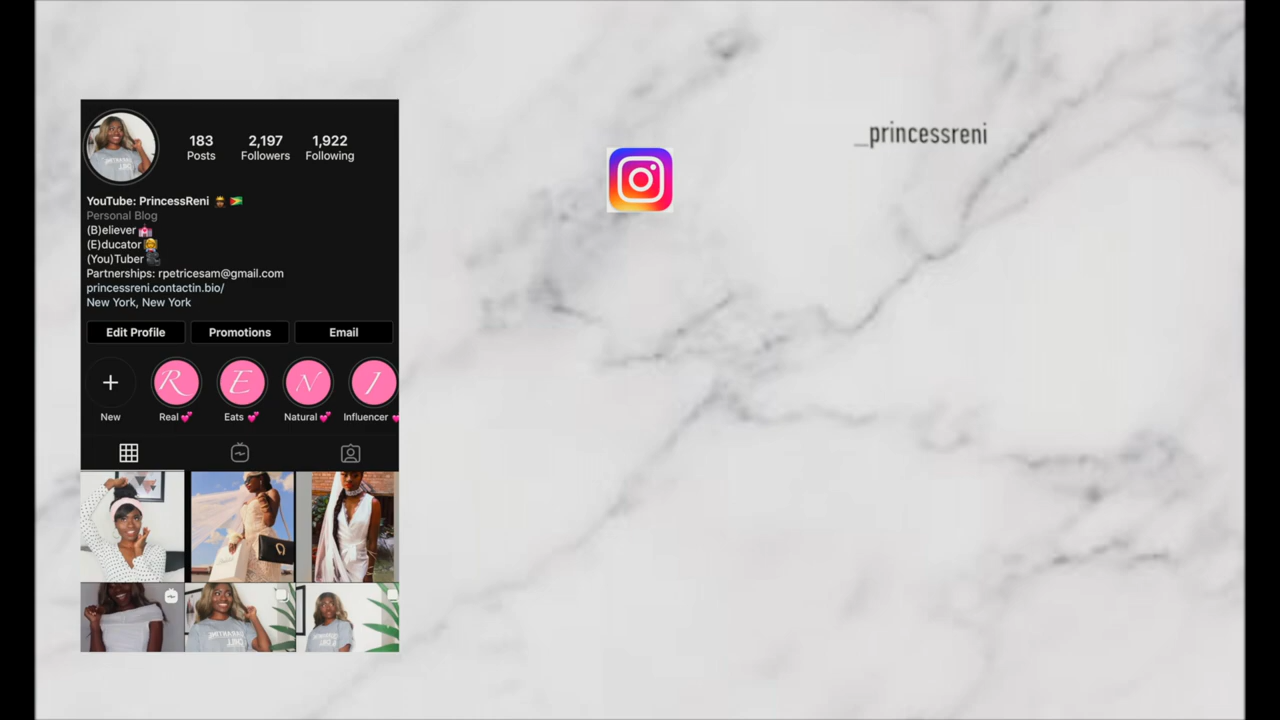 183 2,197 1,922
Posts Followers Following
YouTube: PrincessReni
Personal Blog
(B)eliever
(E)ducator
(You)Tuber
Partnerships: rpetricesam@gmail.com
princessreni.contactin.bio/
New York, New York
Edit Profile Promotions Email
R E N I
New Real Eats Natural Influencer
_princessreni